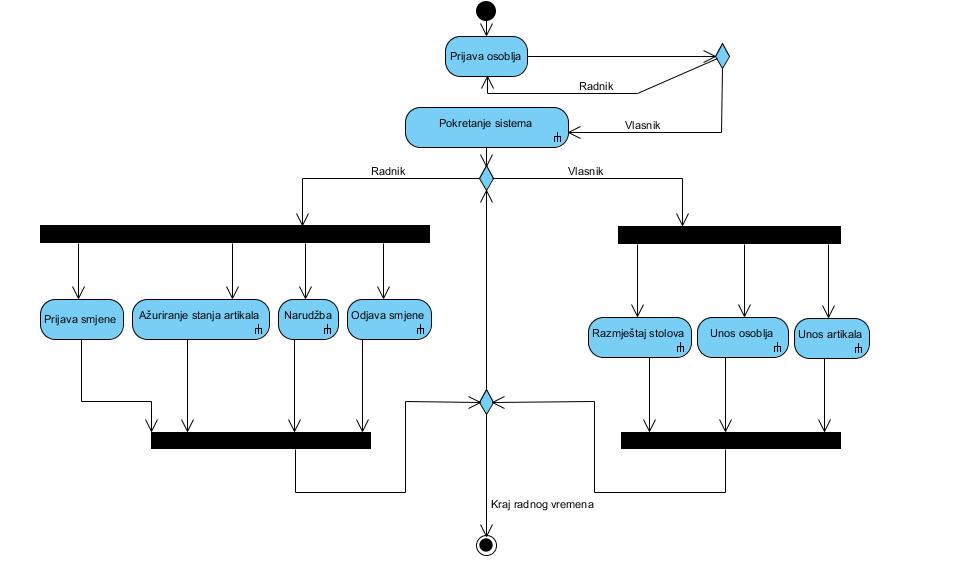 Prijava osoblja
Radnik
Pokretanje sistema
Vlasnik
Radnik
Vlasnik
Prijava smjene
Ažuriranje stanja artikala
Narudžba
Odjava smjene
Razmještaj stolova
Unos osoblja
Unos artikala
Kraj radnog vremena